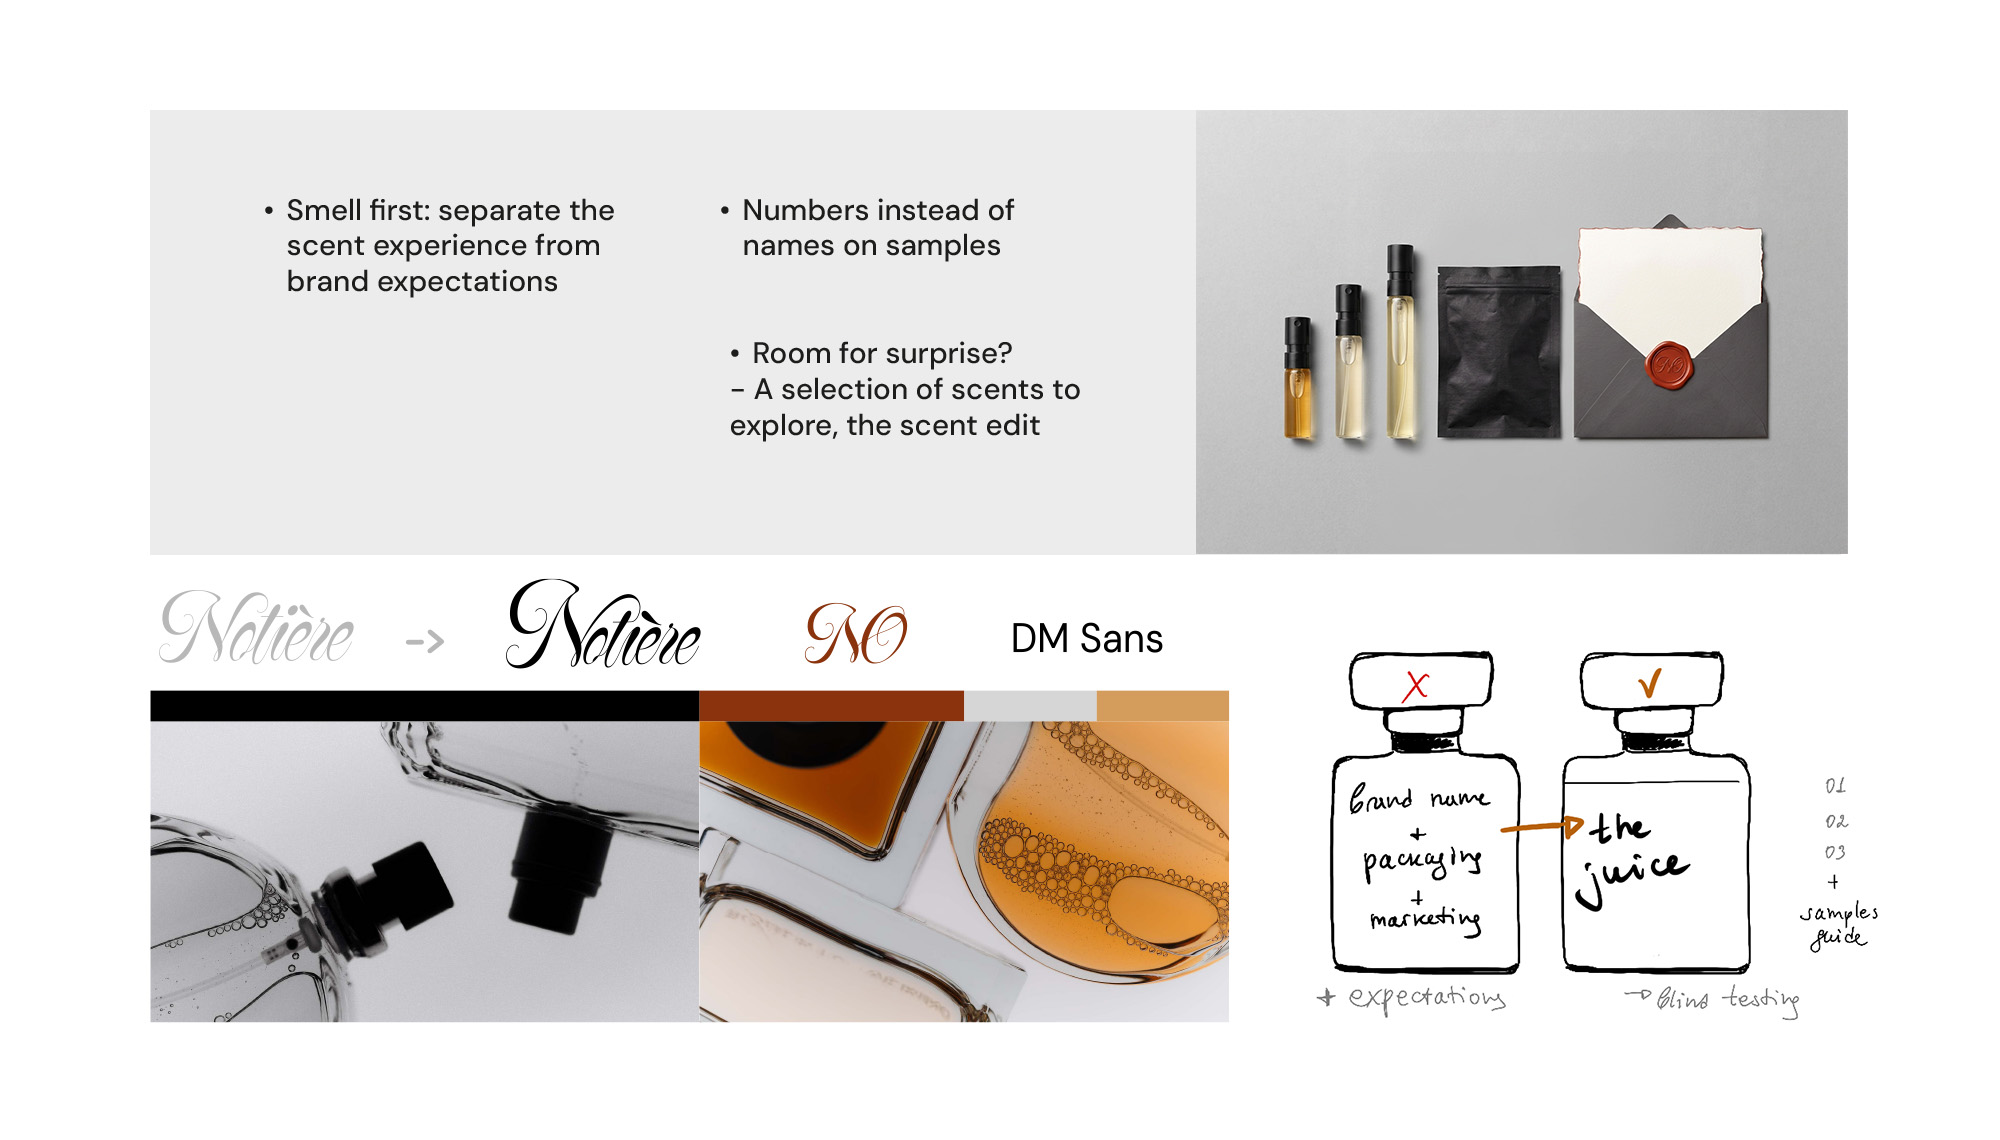 • Smell first: separate the
scent experience from
brand expectations
• Numbers instead of
names on samples
• Room for surprise?
– A selection of scents to
explore, the scent edit
NO
Notïère
->
Notière
NO
DM Sans
X
brand name
+
packaging
+
marketing
+ expectations
√
the
juice
→ blind testing
01
02
03
+
samples
guide